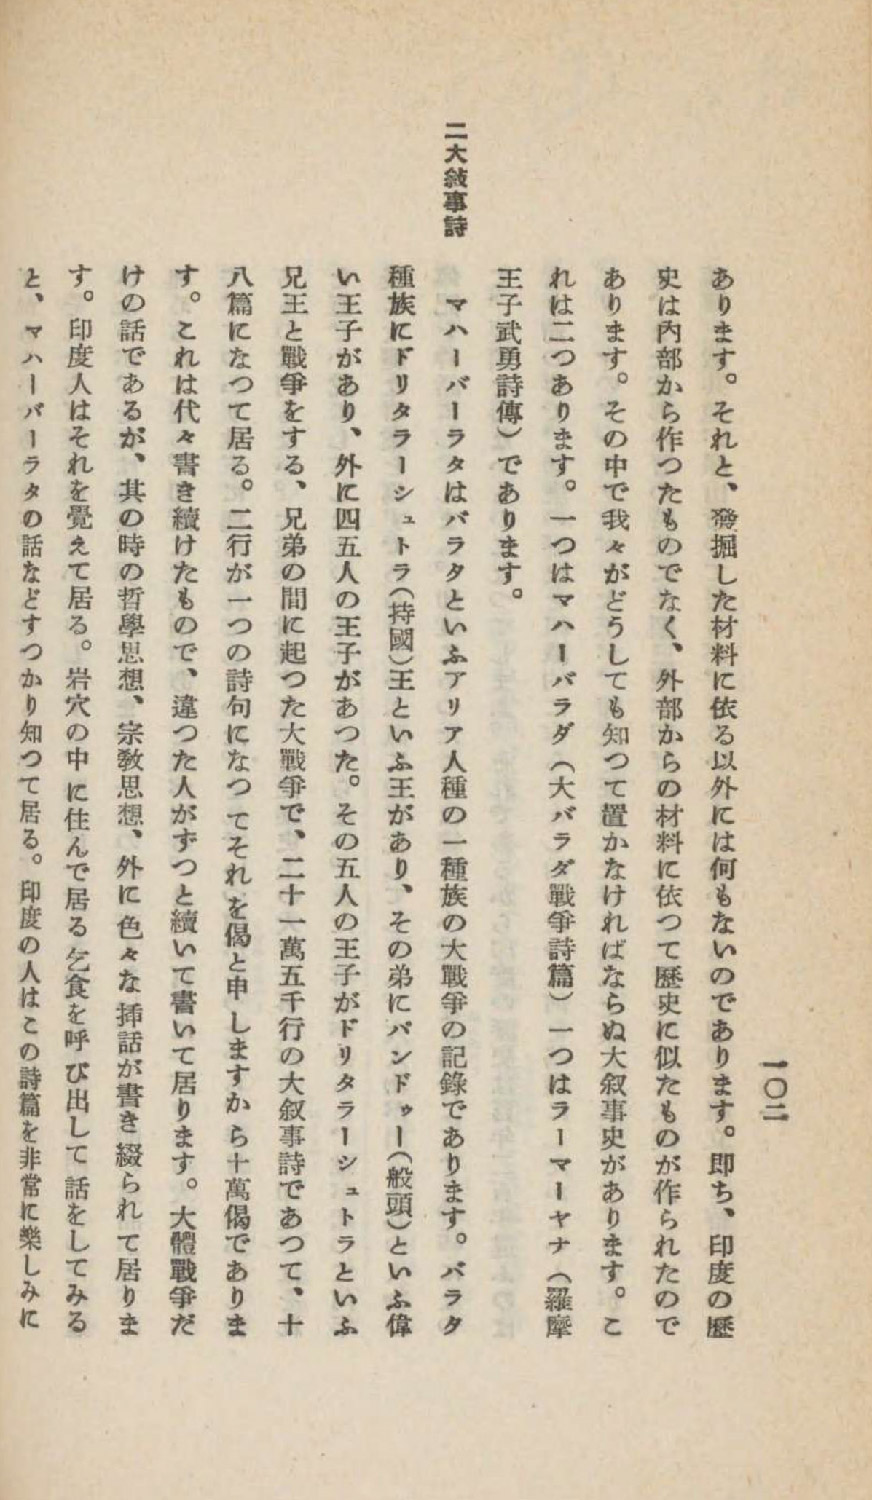 一〇二
二大敍事詩
あります。それと、發掘した材料に依る以外には何もないのであります。即ち、印度の歷
史は内部から作つたものでなく、外部からの材料に依つて歷史に似たものが作られたので
あります。その中で我々がどうしても知つて置かなければならぬ大叙事史があります。こ
れは二つあります。一つはマハーバラダ（大バラダ戰爭詩篇）一つはラーマーヤナ（羅摩
王子武勇詩傳）であります。
マハーバーラタはバラタといふアリア人種の一種族の大戰爭の記錄であります。バラタ
種族にドリタラーシュトラ（持國）王といふ王があり、その弟にパンドゥー（般頭）といふ偉
い王子があり、外に四五人の王子があつた。その五人の王子がドリタラーシュトラといふ
兄王と戰爭をする、兄弟の間に起つた大戰爭で、二十一萬五千行の大叙事詩であつて、十
八篇になつて居る。二行が一つの詩句になつてそれを偈と申しますから十萬偈でありま
す。これは代々書き續けたもので、違つた人がずつと續いて書いて居ります。大體戰爭だ
けの話であるが、其の時の哲學思想、宗敎思想、外に色々な挿話が書き綴られて居りま
す。印度人はそれを覺えて居る。岩穴の中に住んで居る乞食を呼び出して話をしてみる
と、マハーバーラタの話などすつかり知つて居る。印度の人はこの詩篇を非常に樂しみに